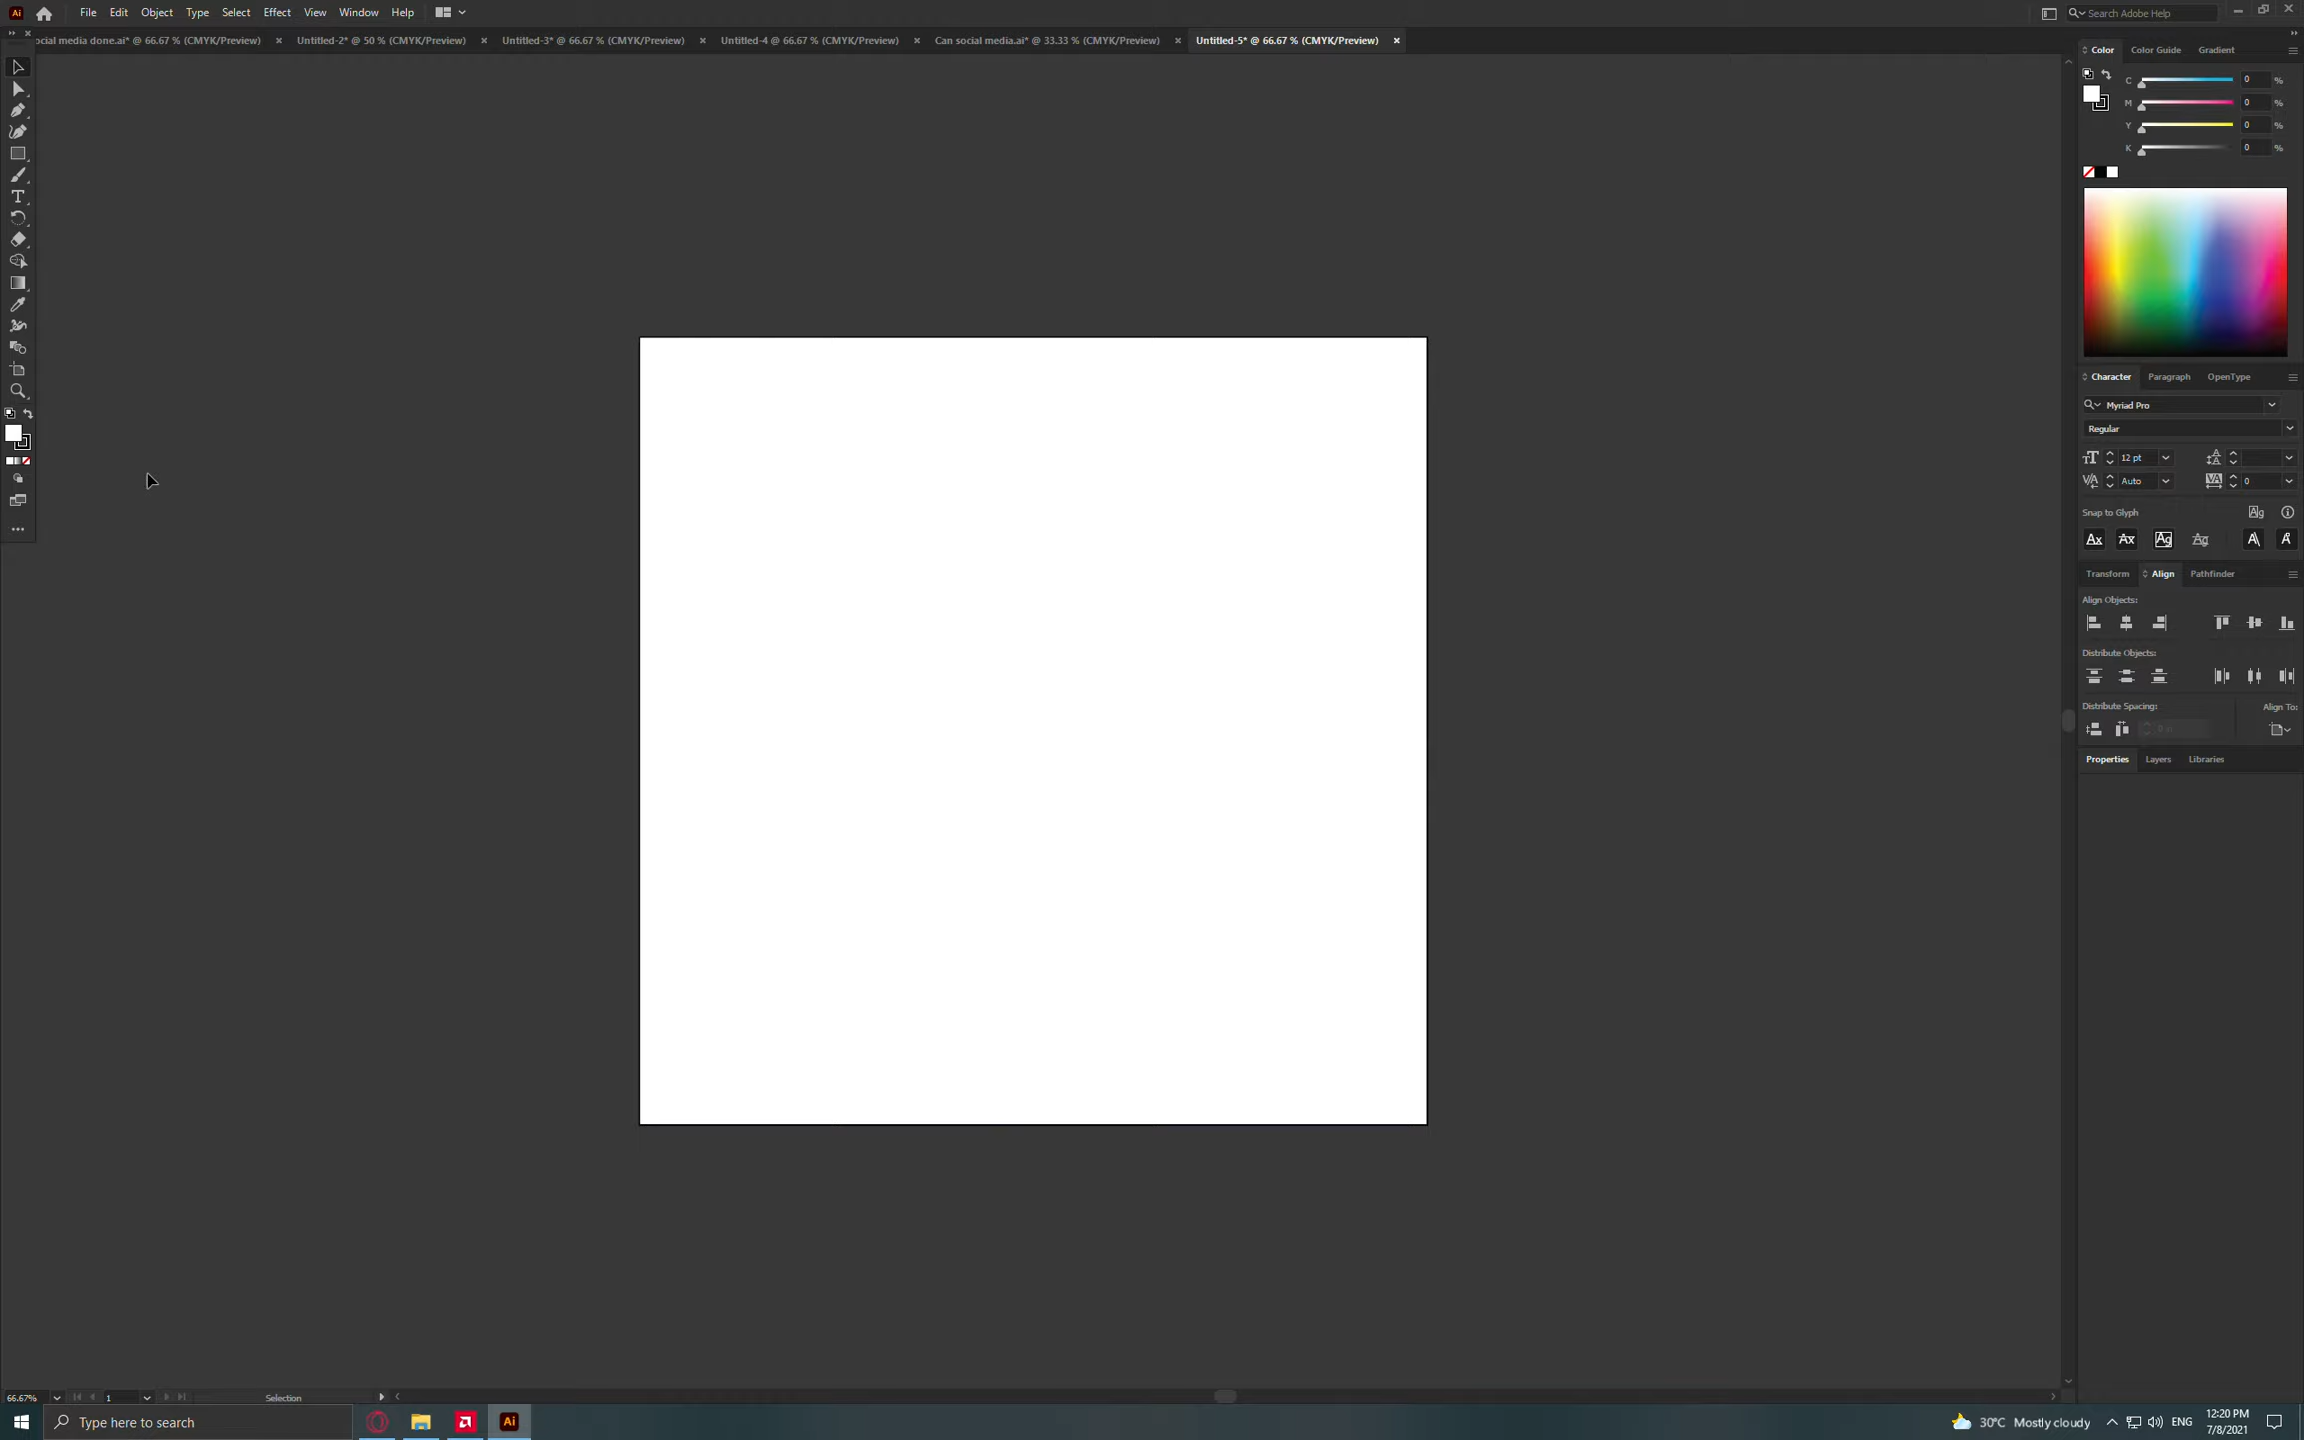 Ai File Edit Object Type Select Effect View Window Help Search Adobe Help
ocial media done.ai* @ 66.67 % (CMYK/Preview) × Untitled-2* @ 50 % (CMYK/Preview) × Untitled-3* @ 66.67 % (CMYK/Preview) × Untitled-4 @ 66.67 % (CMYK/Preview) × Can social media.ai* @ 33.33 % (CMYK/Preview) × Untitled-5* @ 66.67 % (CMYK/Preview) ×
Color Color Guide Gradient
C 0 %
M 0 %
Y 0 %
K 0 %
Character Paragraph OpenType
Myriad Pro
Regular
12 pt
Auto 0
Snap to Glyph
Transform Align Pathfinder
Align Objects:
Distribute Objects:
Distribute Spacing: Align To:
0 in
Properties Layers Libraries
66.67% 1 Selection
Type here to search Ai 30°C Mostly cloudy ENG 12:20 PM
7/8/2021